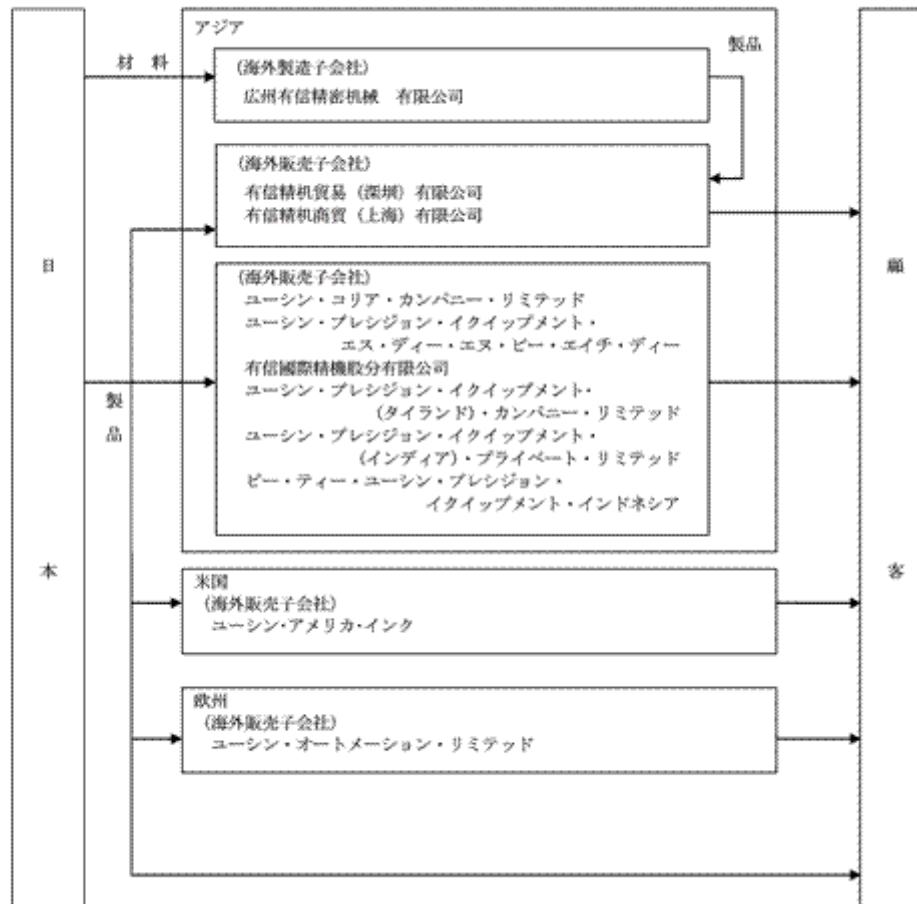 アジア
製品
材　料
(海外製造子会社)
広州有信精密机械　有限公司
(海外販売子会社)
有信精机貿易（深圳）有限公司
有信精机商貿（上海）有限公司
日
本
顧
客
(海外販売子会社)
ユーシン・コリア・カンパニー・リミテッド
ユーシン・プレシジョン・イクイップメント・
エス・ディー・エヌ・ビー・エイチ・ディー
有信國際精機股份有限公司
ユーシン・プレシジョン・イクイップメント・
(タイランド)・カンパニー・リミテッド
ユーシン・プレシジョン・イクイップメント・
(インディア)・プライベート・リミテッド
ピー・ティー・ユーシン・プレシジョン・
イクイップメント・インドネシア
製
品
米国
(海外販売子会社)
ユーシン・アメリカ・インク
欧州
(海外販売子会社)
ユーシン・オートメーション・リミテッド